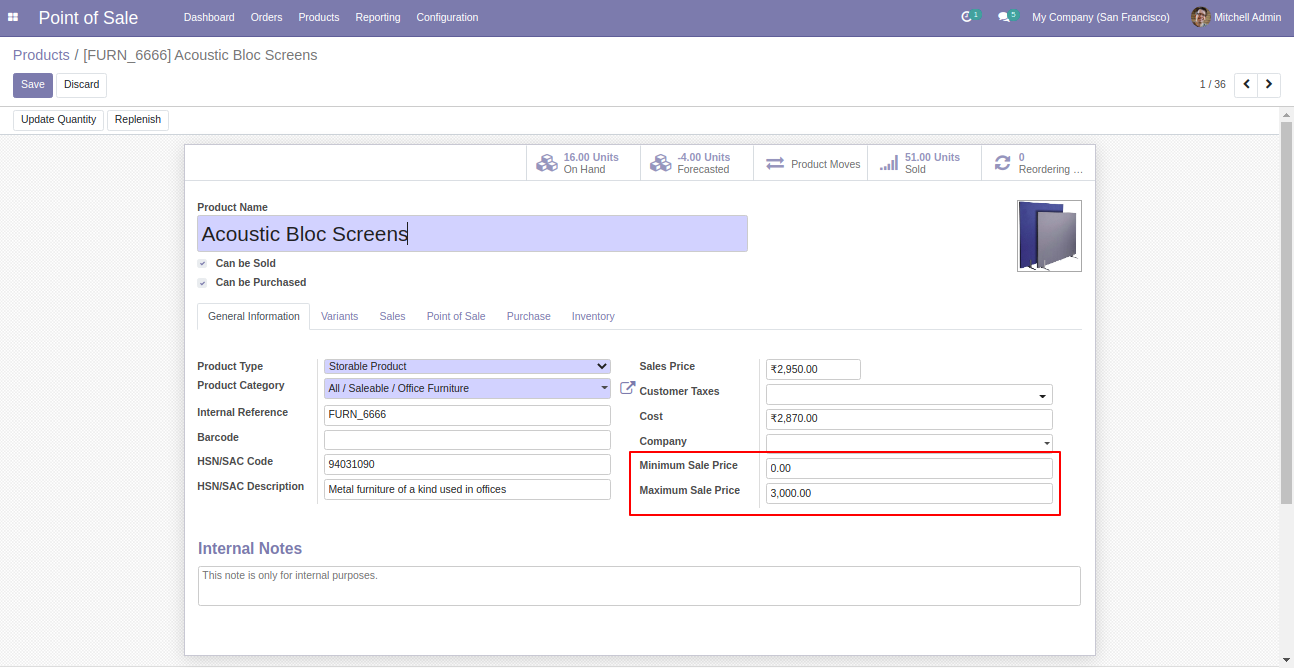 Point of Sale Dashboard Orders Products Reporting Configuration 1 5 My Company (San Francisco) Mitchell Admin
Products / [FURN_6666] Acoustic Bloc Screens
Save Discard 1 / 36
Update Quantity Replenish
16.00 Units On Hand
-4.00 Units Forecasted
Product Moves
51.00 Units Sold
0 Reordering ...
Product Name
Acoustic Bloc Screens
Can be Sold
Can be Purchased
General Information Variants Sales Point of Sale Purchase Inventory
Product Type Storable Product
Product Category All / Saleable / Office Furniture
Internal Reference FURN_6666
Barcode
HSN/SAC Code 94031090
HSN/SAC Description Metal furniture of a kind used in offices
Sales Price ₹2,950.00
Customer Taxes
Cost ₹2,870.00
Company
Minimum Sale Price 0.00
Maximum Sale Price 3,000.00
Internal Notes
This note is only for internal purposes.